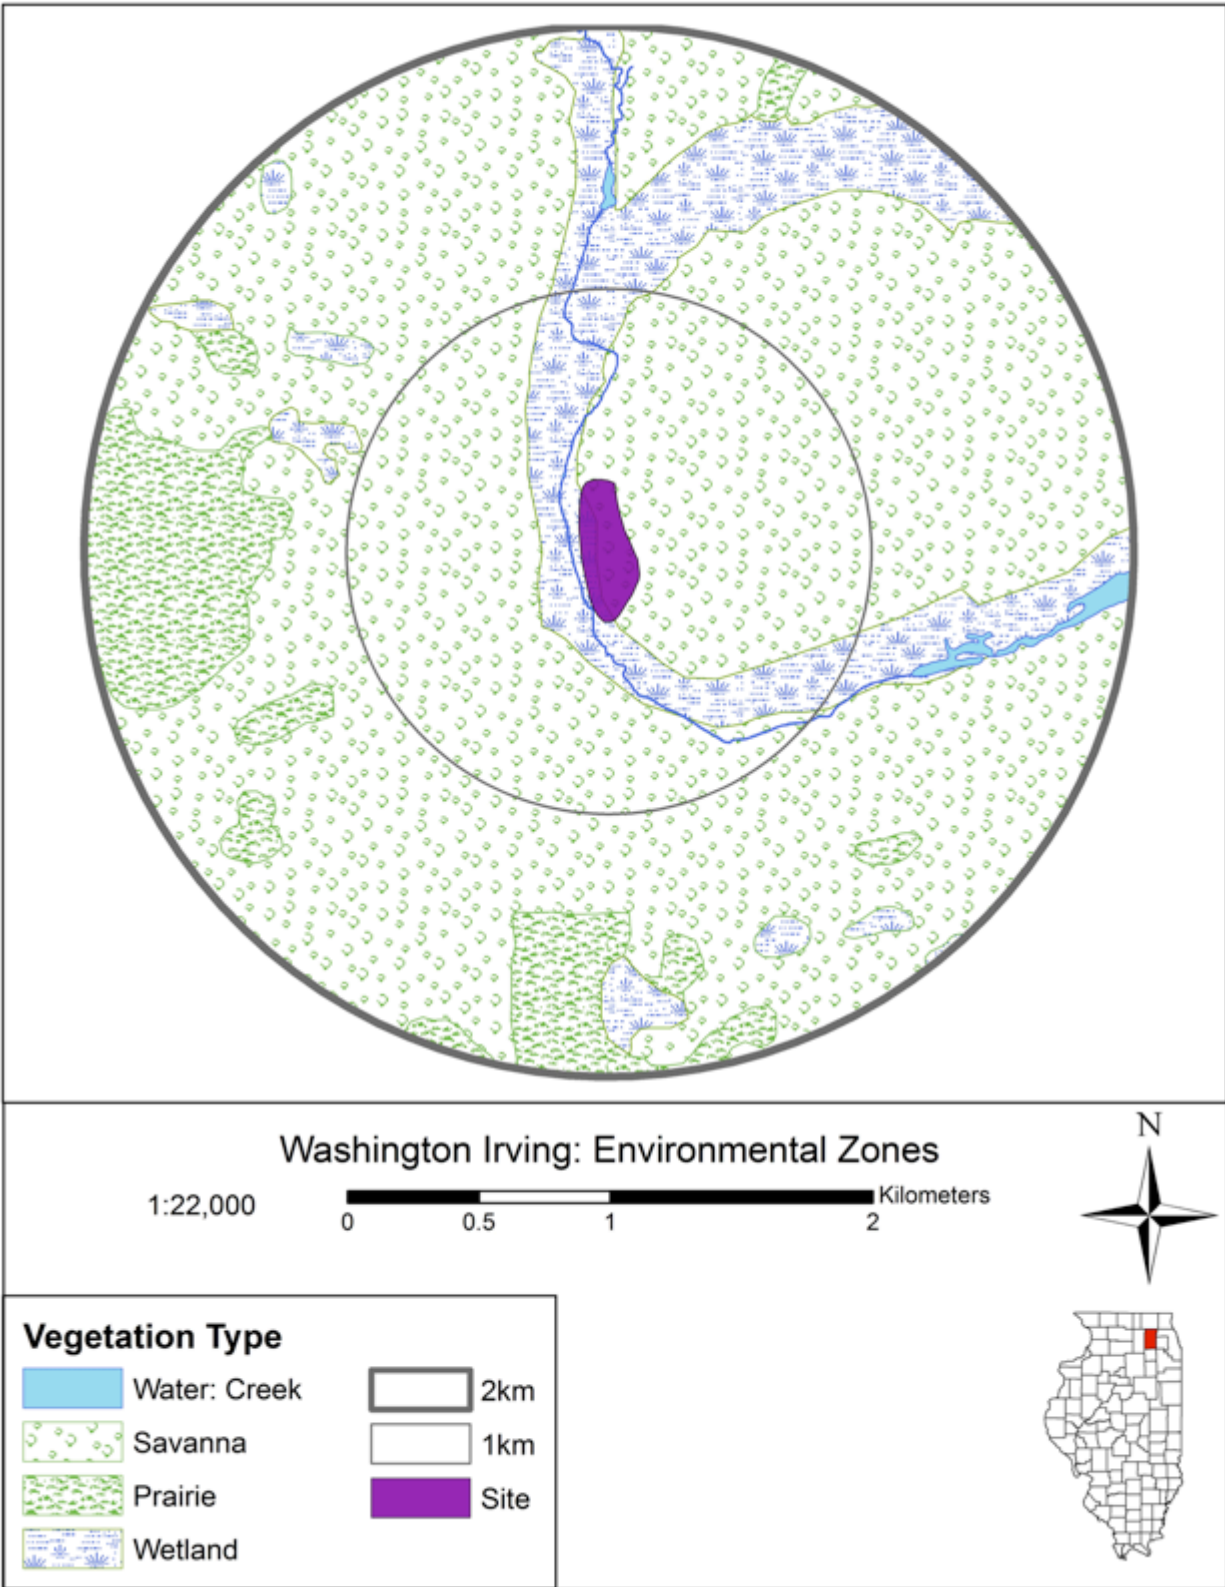 Washington Irving: Environmental Zones
N
1:22,000
Kilometers
0 0.5 1 2
Vegetation Type
Water: Creek
2km
Savanna
1km
Prairie
Site
Wetland